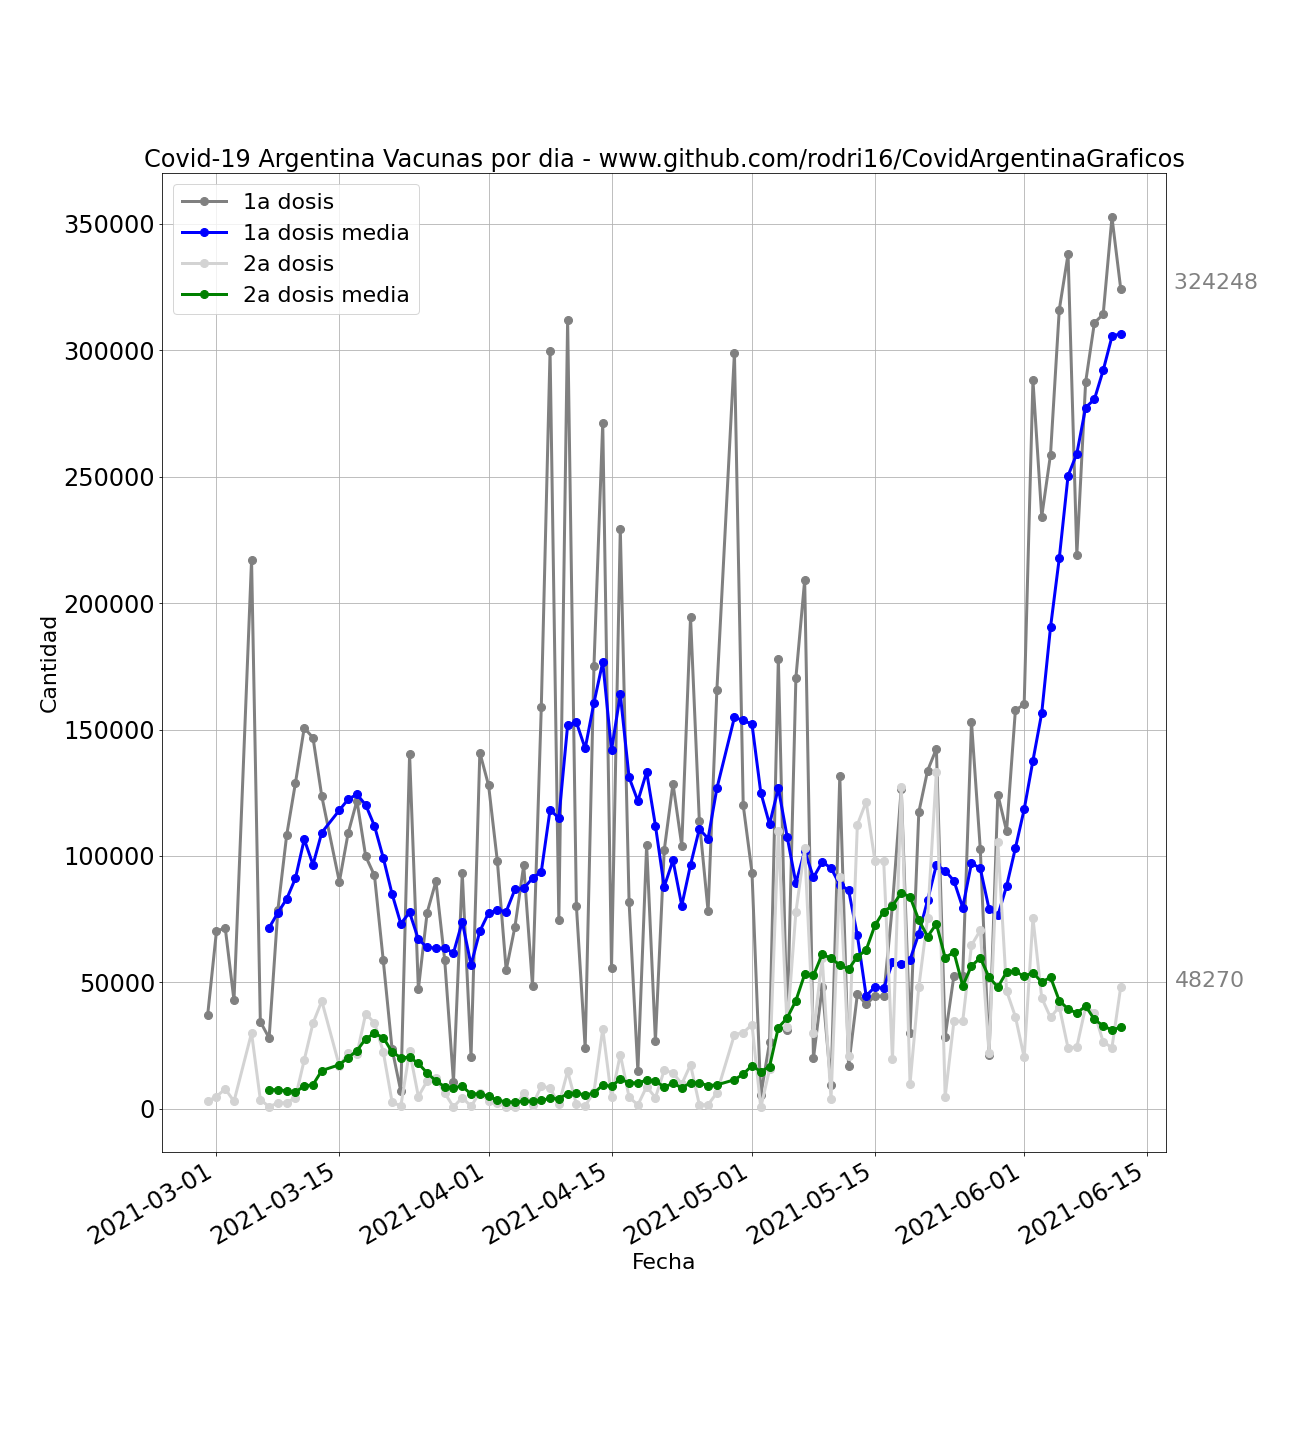 Covid-19 Argentina Vacunas por dia - www.github.com/rodri16/CovidArgentinaGraficos
1a dosis
1a dosis media
2a dosis
2a dosis media
350000
300000
250000
200000
150000
100000
50000
0
Cantidad
324248
48270
2021-03-01
2021-03-15
2021-04-01
2021-04-15
2021-05-01
2021-05-15
2021-06-01
2021-06-15
Fecha